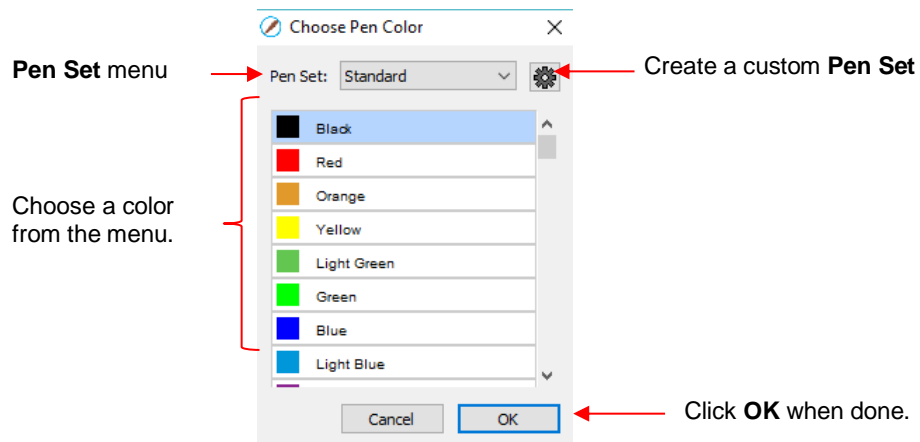 Choose Pen Color
Pen Set menu
Pen Set: Standard
Create a custom Pen Set
Black
Red
Orange
Yellow
Light Green
Green
Blue
Light Blue
Choose a color
from the menu.
Cancel
OK
Click OK when done.